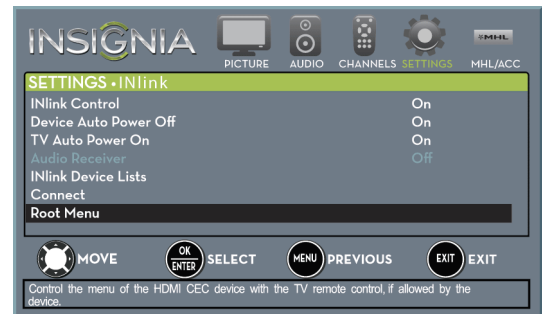 INSIGNIA
PICTURE AUDIO CHANNELS SETTINGS MHL MHL/ACC
SETTINGS • INlink
INlink Control On
Device Auto Power Off On
TV Auto Power On On
Audio Receiver Off
INlink Device Lists
Connect
Root Menu
MOVE OK ENTER SELECT MENU PREVIOUS EXIT EXIT
Control the menu of the HDMI CEC device with the TV remote control, if allowed by the
device.